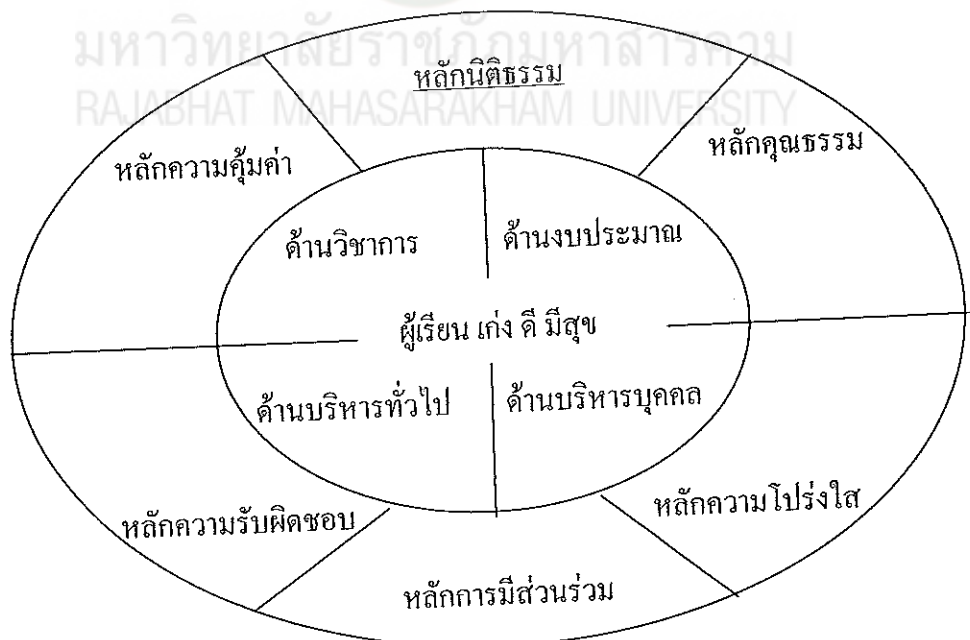 มหาวิทยาลัยราชภัฏมหาสารคาม
RAJABHAT MAHASARAKHAM UNIVERSITY
หลักนิติธรรม
หลักความคุ้มค่า
หลักคุณธรรม
ด้านวิชาการ
ด้านงบประมาณ
ผู้เรียน เก่ง ดี มีสุข
ด้านบริหารทั่วไป
ด้านบริหารบุคคล
หลักความรับผิดชอบ
หลักความโปร่งใส
หลักการมีส่วนร่วม